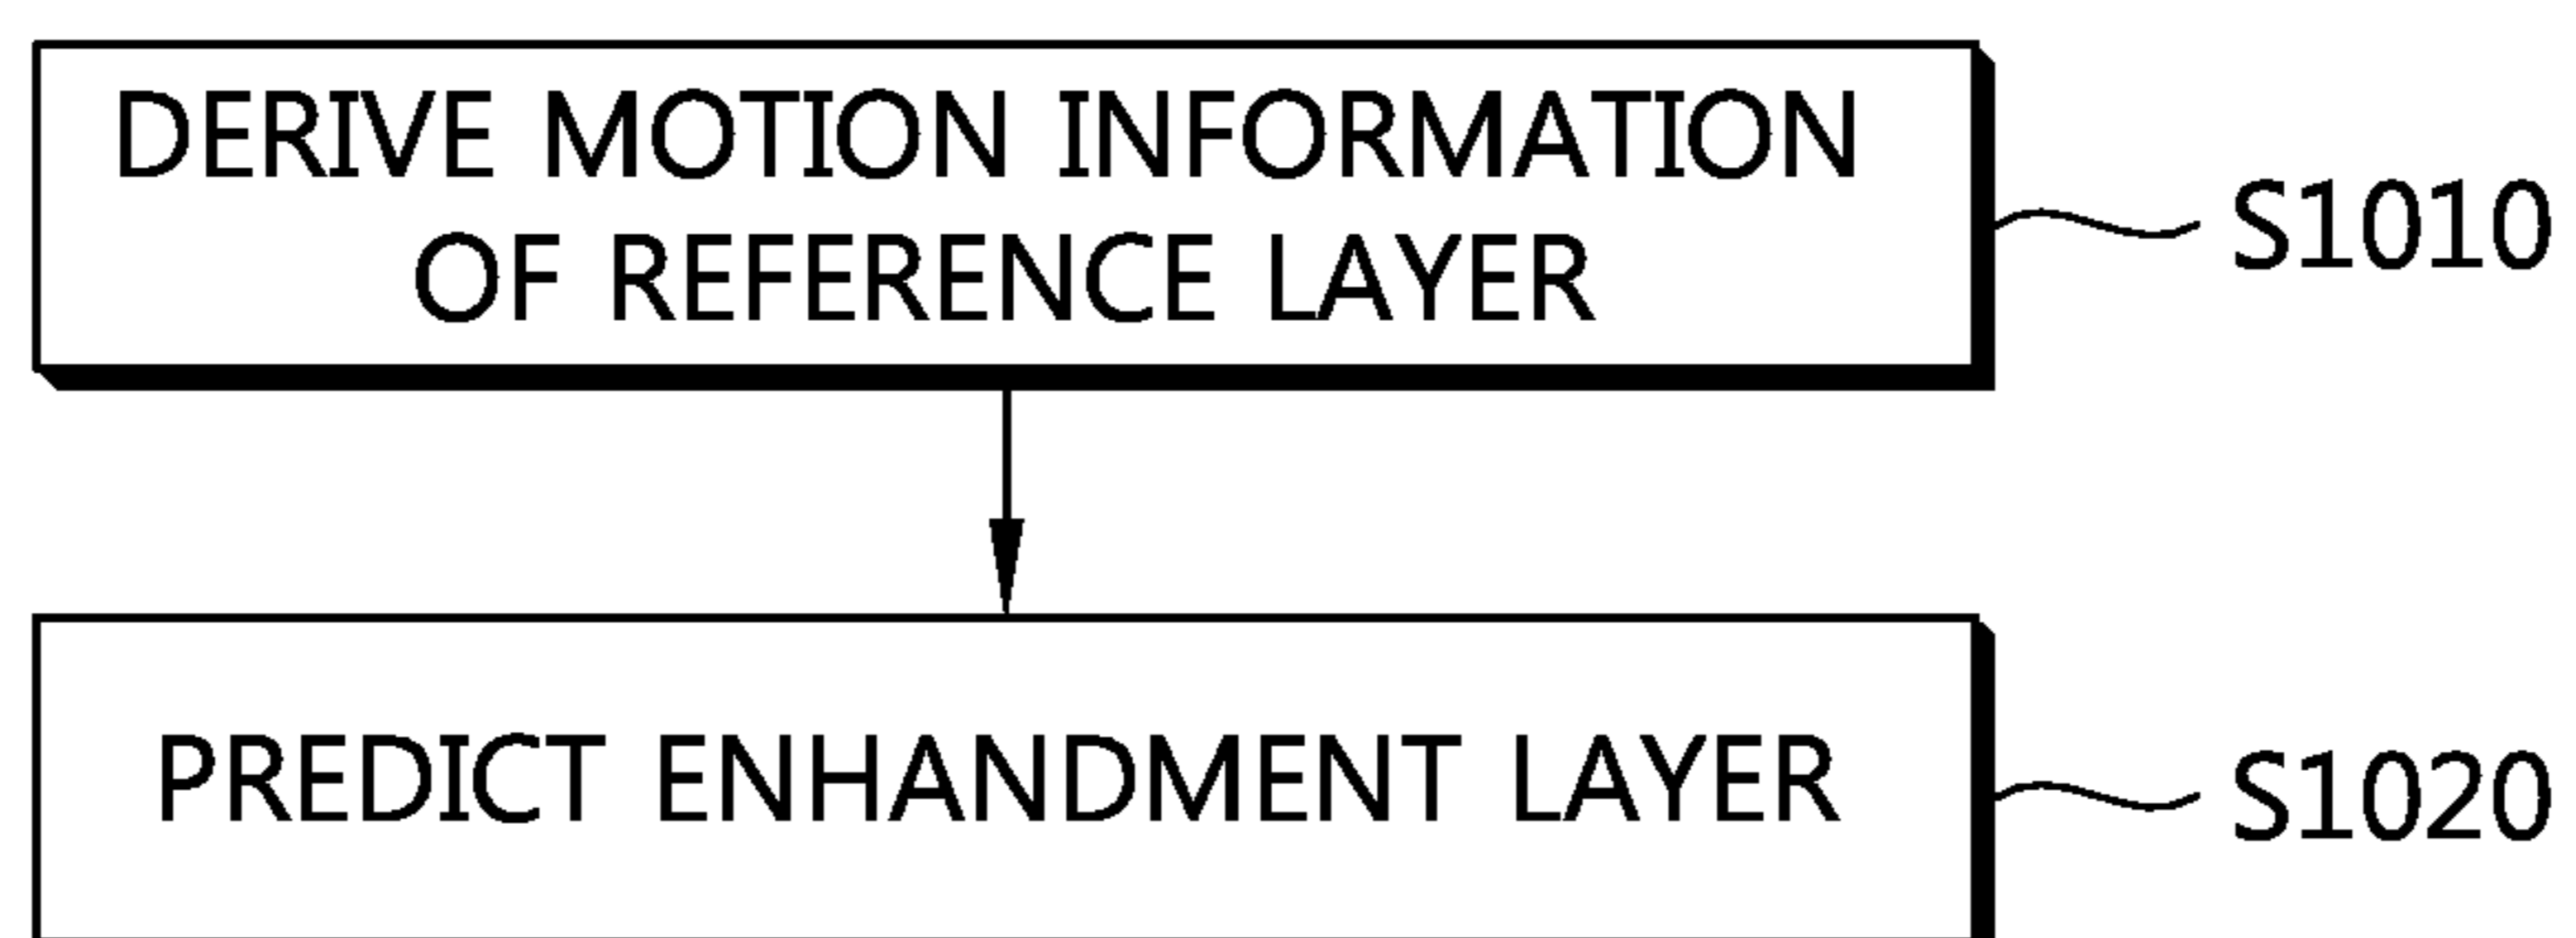 DERIVE MOTION INFORMATION
OF REFERENCE LAYER
S1010
PREDICT ENHANDMENT LAYER
S1020